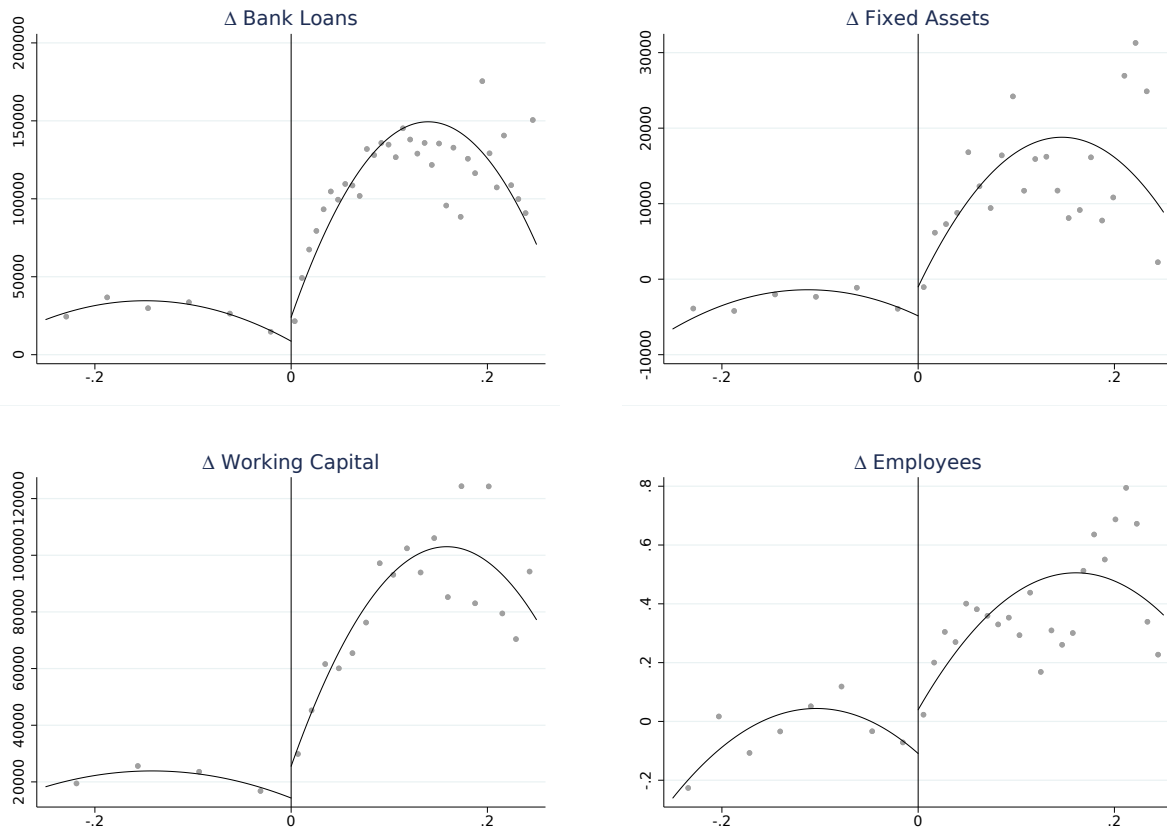 Δ Bank Loans
200000
150000
100000
50000
0
-.2 0 .2
Δ Fixed Assets
30000
20000
10000
0
-10000
-.2 0 .2
Δ Working Capital
120000
100000
80000
60000
40000
20000
-.2 0 .2
Δ Employees
.8
.6
.4
.2
0
-.2
-.2 0 .2